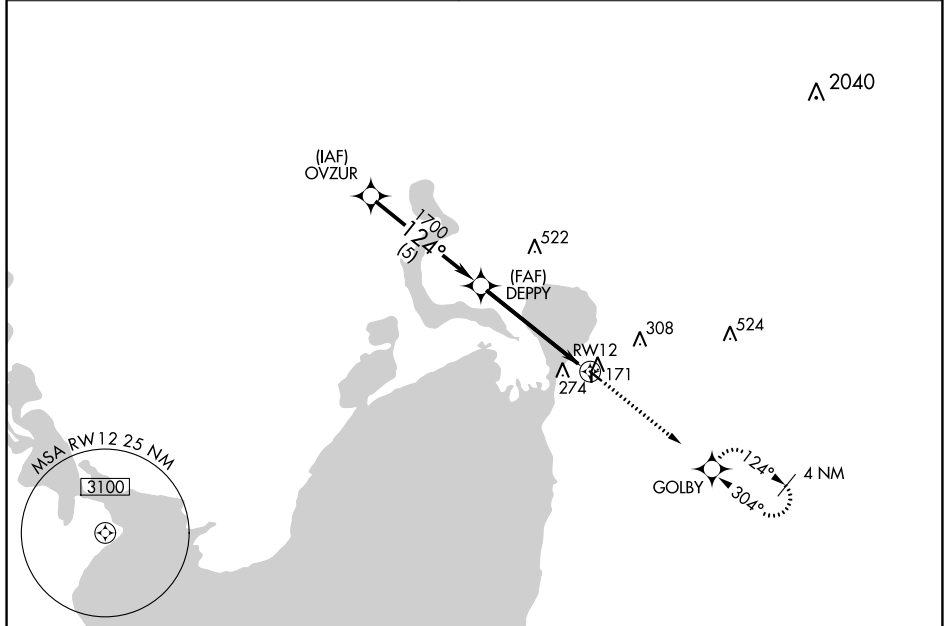 2040
(IAF)
OVZUR
1700
124°
(5)
522
(FAF)
DEPPY
308
524
RW12
171
274
GOLBY
124°
4 NM
304°
MSA RW12 25 NM
3100